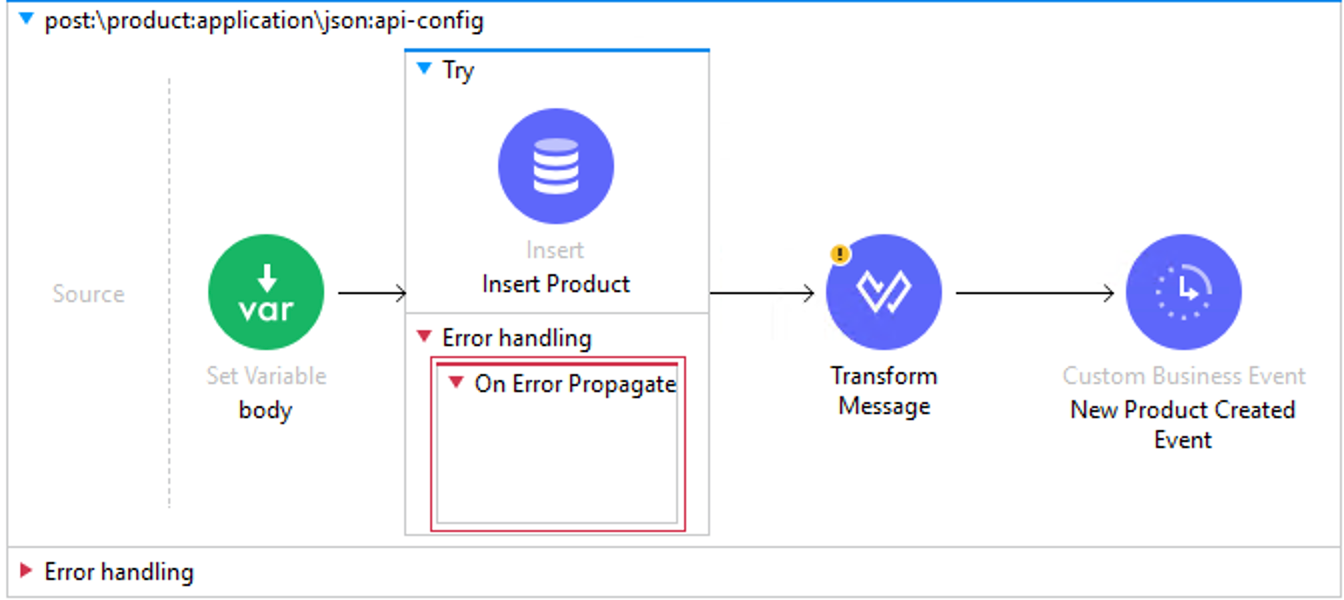 post:\product:application\json:api-config
Try
Insert
Insert Product
Source
var
Set Variable
body
Error handling
On Error Propagate
!
Transform
Message
Custom Business Event
New Product Created
Event
Error handling